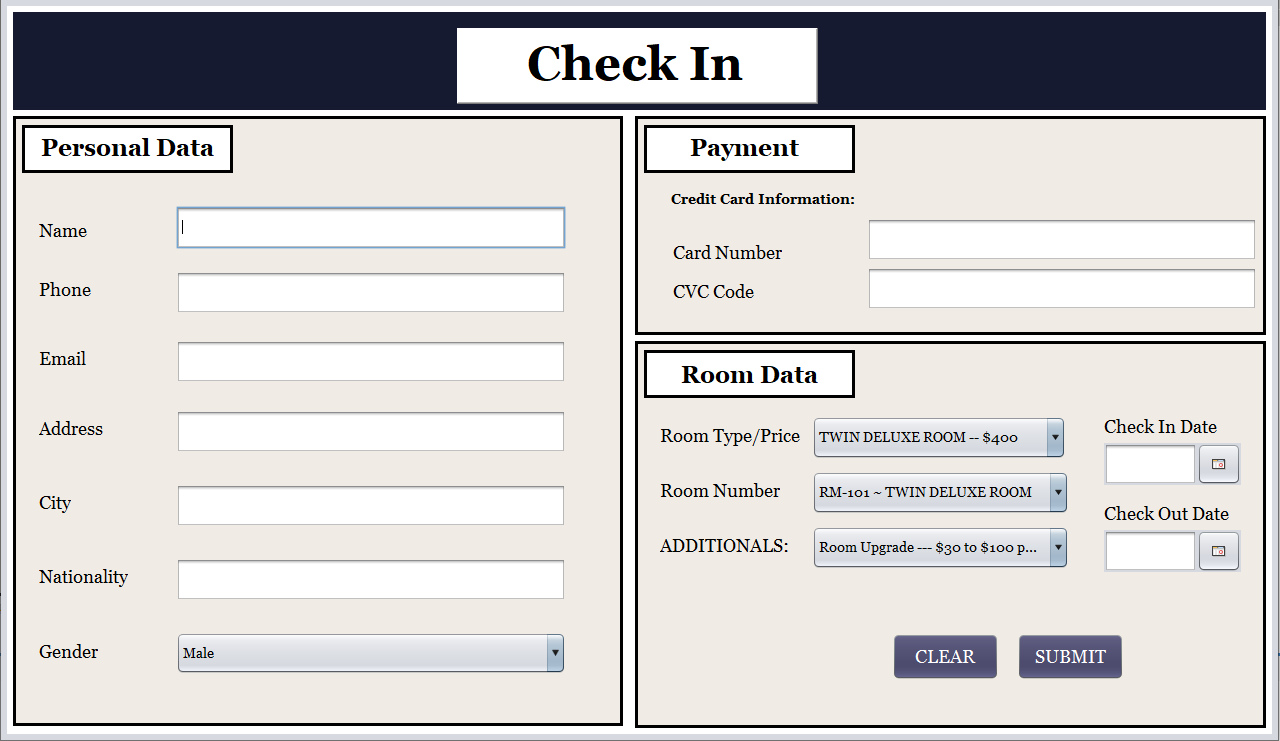 Check In
Personal Data
Name
Phone
Email
Address
City
Nationality
Gender
Male
Payment
Credit Card Information:
Card Number
CVC Code
Room Data
Room Type/Price
TWIN DELUXE ROOM -- $400
Room Number
RM-101 ~ TWIN DELUXE ROOM
ADDITIONALS:
Room Upgrade --- $30 to $100 p...
Check In Date
Check Out Date
CLEAR
SUBMIT